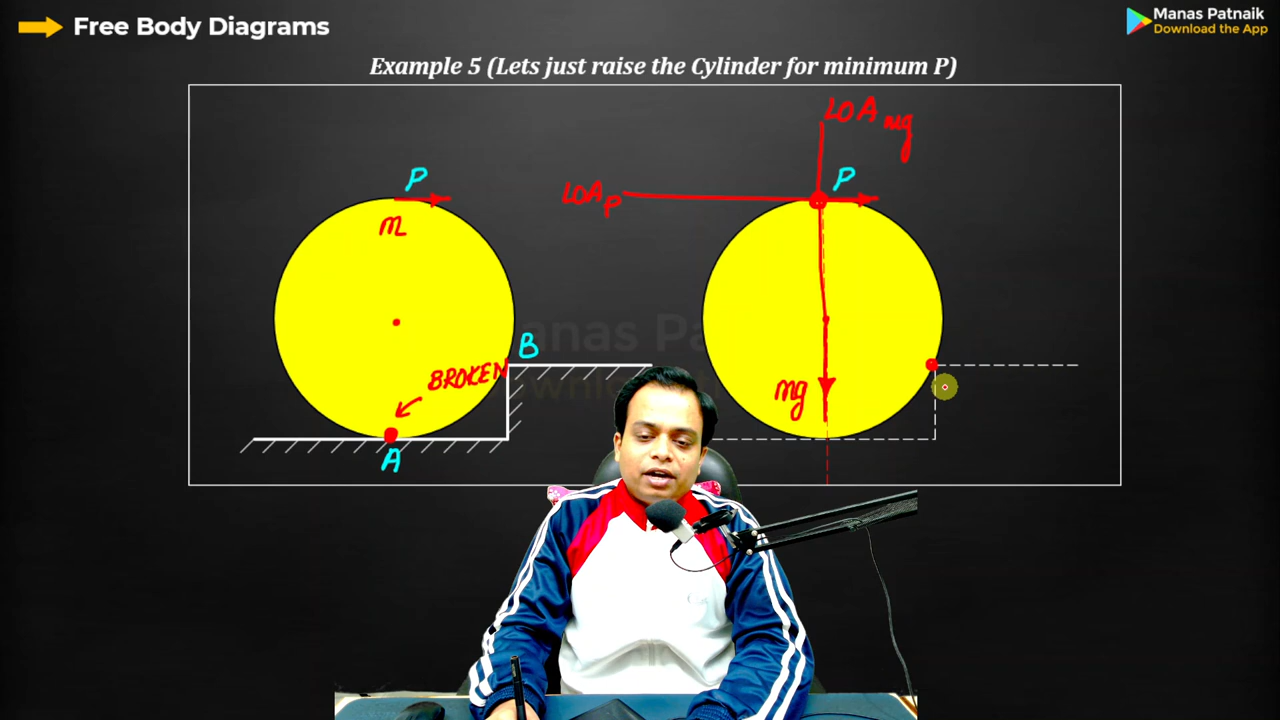 Free Body Diagrams
Manas Patnaik
Download the App
Example 5 (Lets just raise the Cylinder for minimum P)
LOA mg
P
P
LOA P
m
B
BROKEN
mg
A